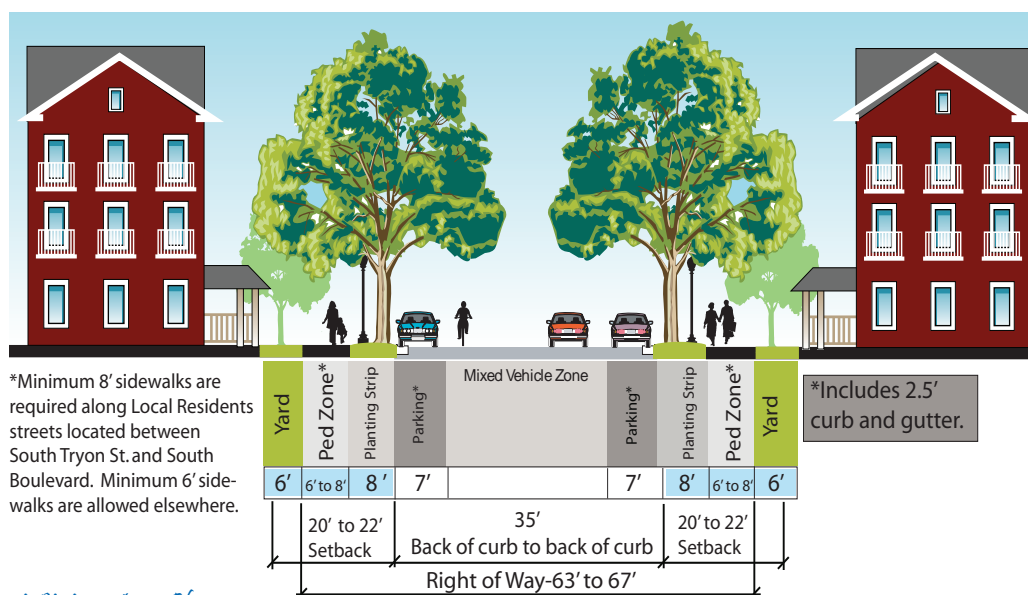 *Minimum 8' sidewalks are
required along Local Residents
streets located between
South Tryon St. and South
Boulevard. Minimum 6' side-
walks are allowed elsewhere.
Yard
Ped Zone*
Planting Strip
Parking*
Mixed Vehicle Zone
Parking*
Planting Strip
Ped Zone*
Yard
*Includes 2.5'
curb and gutter.
6' 6' to 8' 8' 7' 7' 8' 6' to 8' 6'
20' to 22'
Setback
35'
Back of curb to back of curb
20' to 22'
Setback
Right of Way-63' to 67'